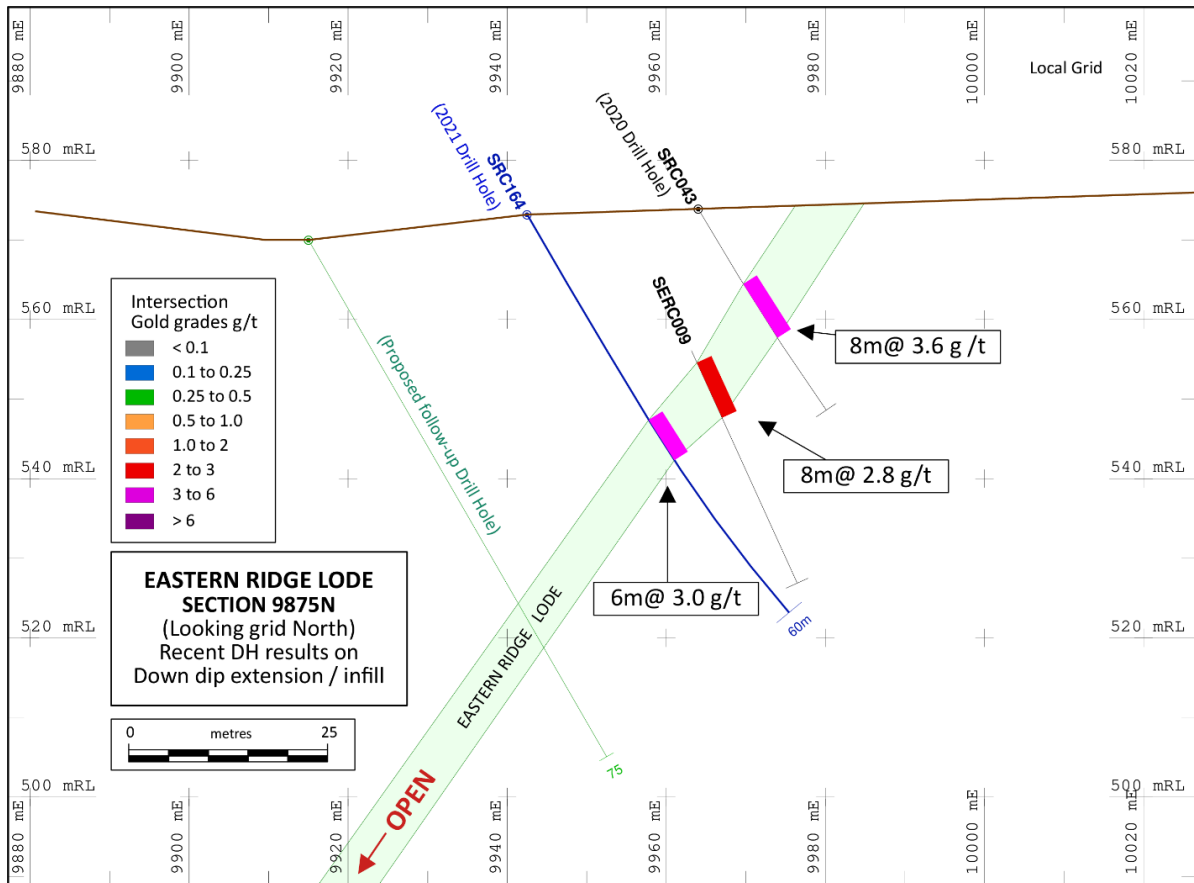 9880 mE
9900 mE
9920 mE
9940 mE
9960 mE
9980 mE
10000 mE
10020 mE
Local Grid
580 mRL
580 mRL
(2021 Drill Hole)
SRC164
(2020 Drill Hole)
SRC043
SERC009
560 mRL
560 mRL
Intersection
Gold grades g/t
< 0.1
0.1 to 0.25
0.25 to 0.5
0.5 to 1.0
1.0 to 2
2 to 3
3 to 6
> 6
(Proposed follow-up Drill Hole)
8m@ 3.6 g /t
8m@ 2.8 g/t
6m@ 3.0 g/t
540 mRL
540 mRL
EASTERN RIDGE LODE
SECTION 9875N
(Looking grid North)
Recent DH results on
Down dip extension / infill
60m
520 mRL
520 mRL
EASTERN RIDGE LODE
0 metres 25
75
OPEN
500 mRL
500 mRL
9880 mE
9900 mE
9920 mE
9940 mE
9960 mE
9980 mE
10000 mE
10020 mE